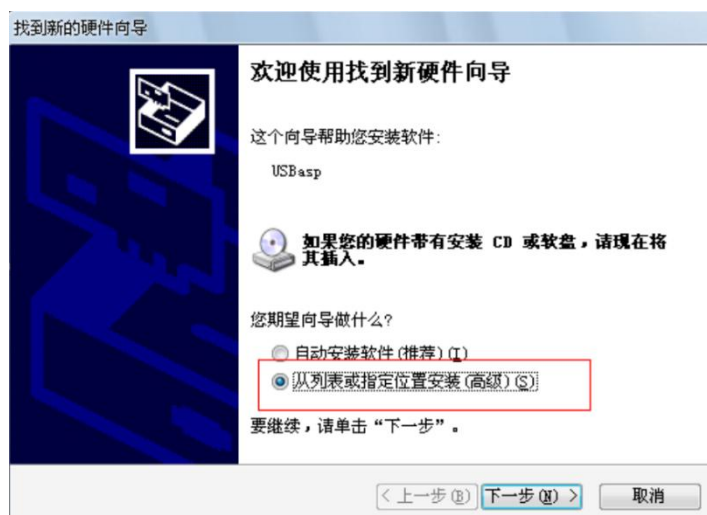 找到新的硬件向导
欢迎使用找到新硬件向导
这个向导帮助您安装软件:
USBasp
如果您的硬件带有安装 CD 或软盘，请现在将
其插入。
您期望向导做什么?
自动安装软件(推荐)(I)
从列表或指定位置安装(高级)(S)
要继续，请单击“下一步”。
< 上一步(B) 下一步(N) > 取消